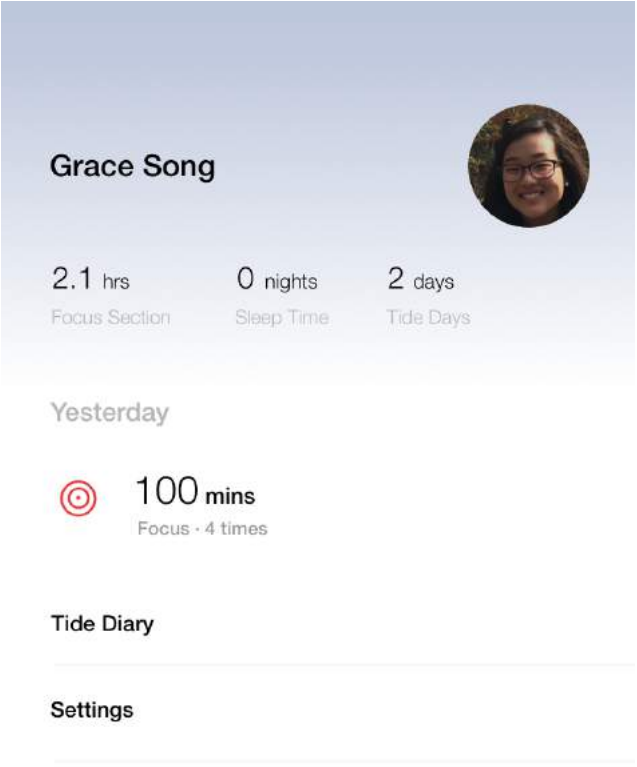 Grace Song
2.1 hrs 0 nights 2 days
Focus Section Sleep Time Tide Days
Yesterday
100 mins
Focus · 4 times
Tide Diary
Settings